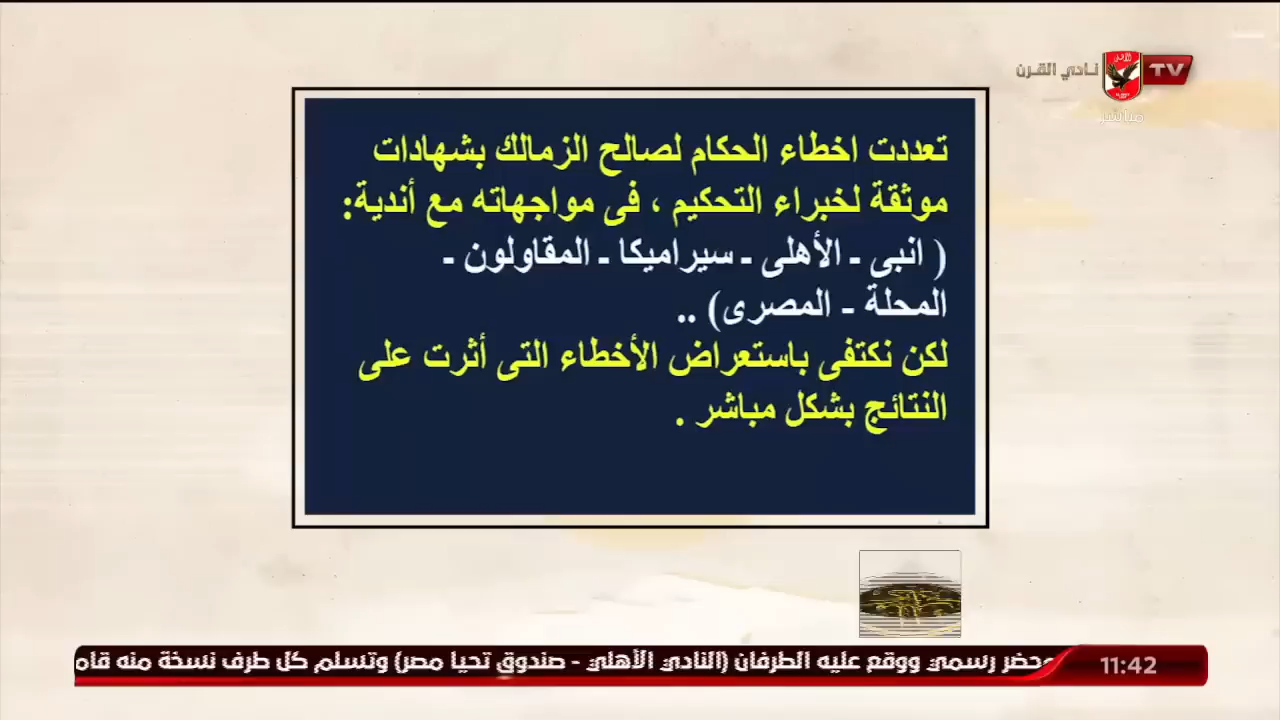 نادي القرن
TV
مباشر
تعددت اخطاء الحكام لصالح الزمالك بشهادات
موثقة لخبراء التحكيم ، فى مواجهاته مع أندية:
( انبى ـ الأهلى ـ سيراميكا ـ المقاولون ـ
المحلة ـ المصرى) ..
لكن نكتفى باستعراض الأخطاء التى أثرت على
النتائج بشكل مباشر .
محضر رسمي ووقع عليه الطرفان (النادي الأهلي - صندوق تحيا مصر) وتسلم كل طرف نسخة منه
11:42